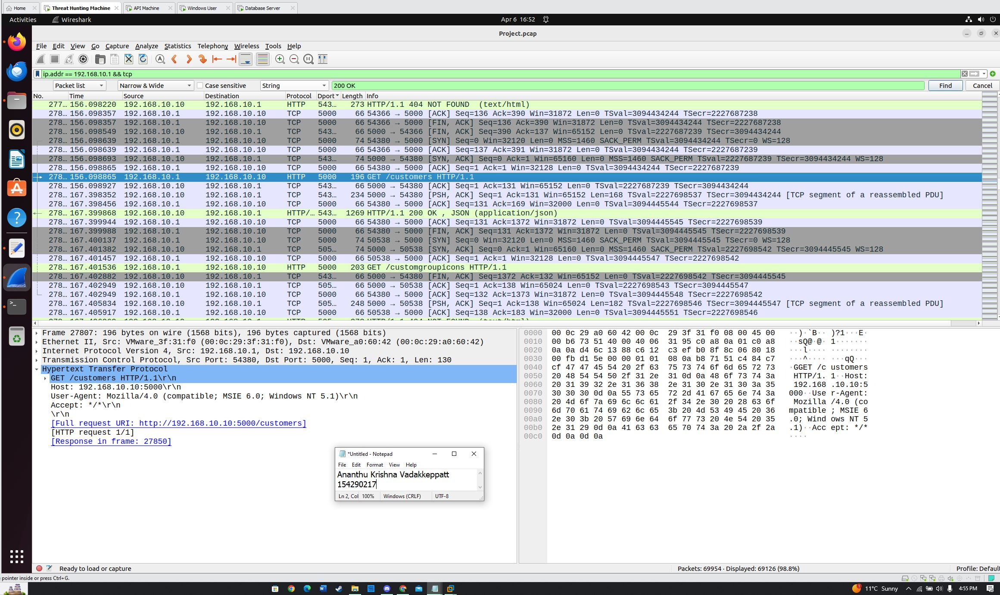 Home
Threat Hunting Machine
API Machine
Windows User
Database Server
Activities
Wireshark
Apr 6 16:52
Project.pcap
File Edit View Go Capture Analyze Statistics Telephony Wireless Tools Help
ip.addr == 192.168.10.1 && tcp
Packet list Narrow & Wide Case sensitive String 200 OK Find Cancel
No. Time Source Destination Protocol Dport Length Info
277… 156.098220 192.168.10.10 192.168.10.1 HTTP 543… 273 HTTP/1.1 404 NOT FOUND (text/html)
278… 156.098357 192.168.10.1 192.168.10.10 TCP 5000 66 54366 → 5000 [ACK] Seq=136 Ack=390 Win=31872 Len=0 TSval=3094434244 TSecr=2227687238
278… 156.098357 192.168.10.1 192.168.10.10 TCP 5000 66 54366 → 5000 [FIN, ACK] Seq=136 Ack=390 Win=31872 Len=0 TSval=3094434244 TSecr=2227687238
278… 156.098549 192.168.10.10 192.168.10.1 TCP 543… 66 5000 → 54366 [FIN, ACK] Seq=390 Ack=137 Win=65152 Len=0 TSval=2227687239 TSecr=3094434244
278… 156.098639 192.168.10.1 192.168.10.10 TCP 5000 74 54380 → 5000 [SYN] Seq=0 Win=32120 Len=0 MSS=1460 SACK_PERM TSval=3094434244 TSecr=0 WS=128
278… 156.098639 192.168.10.1 192.168.10.10 TCP 5000 66 54366 → 5000 [ACK] Seq=137 Ack=391 Win=31872 Len=0 TSval=3094434244 TSecr=2227687239
278… 156.098693 192.168.10.10 192.168.10.1 TCP 543… 74 5000 → 54380 [SYN, ACK] Seq=0 Ack=1 Win=65160 Len=0 MSS=1460 SACK_PERM TSval=2227687239 TSecr=3094434244 WS=128
278… 156.098865 192.168.10.1 192.168.10.10 TCP 5000 66 54380 → 5000 [ACK] Seq=1 Ack=1 Win=32128 Len=0 TSval=3094434244 TSecr=2227687239
278… 156.098865 192.168.10.1 192.168.10.10 HTTP 5000 196 GET /customers HTTP/1.1
278… 156.098927 192.168.10.10 192.168.10.1 TCP 543… 66 5000 → 54380 [ACK] Seq=1 Ack=131 Win=65152 Len=0 TSval=2227687239 TSecr=3094434244
278… 167.398352 192.168.10.10 192.168.10.1 TCP 543… 234 5000 → 54380 [PSH, ACK] Seq=1 Ack=131 Win=65152 Len=168 TSval=2227698537 TSecr=3094434244 [TCP segment of a reassembled PDU]
278… 167.398456 192.168.10.1 192.168.10.10 TCP 5000 66 54380 → 5000 [ACK] Seq=131 Ack=169 Win=32000 Len=0 TSval=3094445544 TSecr=2227698537
278… 167.399868 192.168.10.10 192.168.10.1 HTTP/… 543… 1269 HTTP/1.1 200 OK , JSON (application/json)
278… 167.399944 192.168.10.1 192.168.10.10 TCP 5000 66 54380 → 5000 [ACK] Seq=131 Ack=1372 Win=31872 Len=0 TSval=3094445545 TSecr=2227698539
278… 167.399988 192.168.10.1 192.168.10.10 TCP 5000 66 54380 → 5000 [FIN, ACK] Seq=131 Ack=1372 Win=31872 Len=0 TSval=3094445545 TSecr=2227698539
278… 167.400137 192.168.10.1 192.168.10.10 TCP 5000 74 50538 → 5000 [SYN] Seq=0 Win=32120 Len=0 MSS=1460 SACK_PERM TSval=3094445545 TSecr=0 WS=128
278… 167.401382 192.168.10.10 192.168.10.1 TCP 505… 74 5000 → 50538 [SYN, ACK] Seq=0 Ack=1 Win=65160 Len=0 MSS=1460 SACK_PERM TSval=2227698542 TSecr=3094445545 WS=128
278… 167.401457 192.168.10.1 192.168.10.10 TCP 5000 66 50538 → 5000 [ACK] Seq=1 Ack=1 Win=32128 Len=0 TSval=3094445547 TSecr=2227698542
278… 167.401536 192.168.10.1 192.168.10.10 HTTP 5000 203 GET /customgroupicons HTTP/1.1
278… 167.402882 192.168.10.10 192.168.10.1 TCP 543… 66 5000 → 54380 [FIN, ACK] Seq=1372 Ack=132 Win=65152 Len=0 TSval=2227698542 TSecr=3094445545
278… 167.402949 192.168.10.10 192.168.10.1 TCP 505… 66 5000 → 50538 [ACK] Seq=1 Ack=138 Win=65024 Len=0 TSval=2227698543 TSecr=3094445547
278… 167.402949 192.168.10.1 192.168.10.10 TCP 5000 66 54380 → 5000 [ACK] Seq=132 Ack=1373 Win=31872 Len=0 TSval=3094445548 TSecr=2227698542
278… 167.405834 192.168.10.10 192.168.10.1 TCP 505… 248 5000 → 50538 [PSH, ACK] Seq=1 Ack=138 Win=65024 Len=182 TSval=2227698546 TSecr=3094445547 [TCP segment of a reassembled PDU]
278… 167.405917 192.168.10.1 192.168.10.10 TCP 5000 66 50538 → 5000 [ACK] Seq=138 Ack=183 Win=32000 Len=0 TSval=3094445551 TSecr=2227698546
Frame 27807: 196 bytes on wire (1568 bits), 196 bytes captured (1568 bits)
Ethernet II, Src: VMware_3f:31:f0 (00:0c:29:3f:31:f0), Dst: VMware_a0:60:42 (00:0c:29:a0:60:42)
Internet Protocol Version 4, Src: 192.168.10.1, Dst: 192.168.10.10
Transmission Control Protocol, Src Port: 54380, Dst Port: 5000, Seq: 1, Ack: 1, Len: 130
Hypertext Transfer Protocol
GET /customers HTTP/1.1\r\n
Host: 192.168.10.10:5000\r\n
User-Agent: Mozilla/4.0 (compatible; MSIE 6.0; Windows NT 5.1)\r\n
Accept: */*\r\n
\r\n
[Full request URI: http://192.168.10.10:5000/customers]
[HTTP request 1/1]
[Response in frame: 27850]
0000 00 0c 29 a0 60 42 00 0c 29 3f 31 f0 08 00 45 00 ··)·`B·· )?1···E·
0010 00 b6 73 51 40 00 40 06 31 95 c0 a8 0a 01 c0 a8 ··sQ@·@· 1·······
0020 0a 0a d4 6c 13 88 c6 12 c3 ef b0 8f 8c 06 80 18 ···l···· ········
0030 00 fb d1 5e 00 00 01 01 08 0a b8 71 51 c4 84 c7 ···^···· ···qQ···
0040 cf 47 47 45 54 20 2f 63 75 73 74 6f 6d 65 72 73 ·GGET /c ustomers
0050 20 48 54 54 50 2f 31 2e 31 0d 0a 48 6f 73 74 3a HTTP/1. 1··Host:
0060 20 31 39 32 2e 31 36 38 2e 31 30 2e 31 30 3a 35 192.168 .10.10:5
0070 30 30 30 0d 0a 55 73 65 72 2d 41 67 65 6e 74 3a 000··Use r-Agent:
0080 20 4d 6f 7a 69 6c 6c 61 2f 34 2e 30 20 28 63 6f Mozilla /4.0 (co
0090 6d 70 61 74 69 62 6c 65 3b 20 4d 53 49 45 20 36 mpatible ; MSIE 6
00a0 2e 30 3b 20 57 69 6e 64 6f 77 73 20 4e 54 20 35 .0; Wind ows NT 5
00b0 2e 31 29 0d 0a 41 63 63 65 70 74 3a 20 2a 2f 2a .1)··Acc ept: */*
00c0 0d 0a 0d 0a ····
*Untitled - Notepad
File Edit Format View Help
Ananthu Krishna Vadakkeppatt
154290217
Ln 2, Col 100% Windows (CRLF) UTF-8
Ready to load or capture
Packets: 69954 · Displayed: 69126 (98.8%)
Profile: Default
pointer inside or press Ctrl+G.
11°C Sunny
4:55 PM